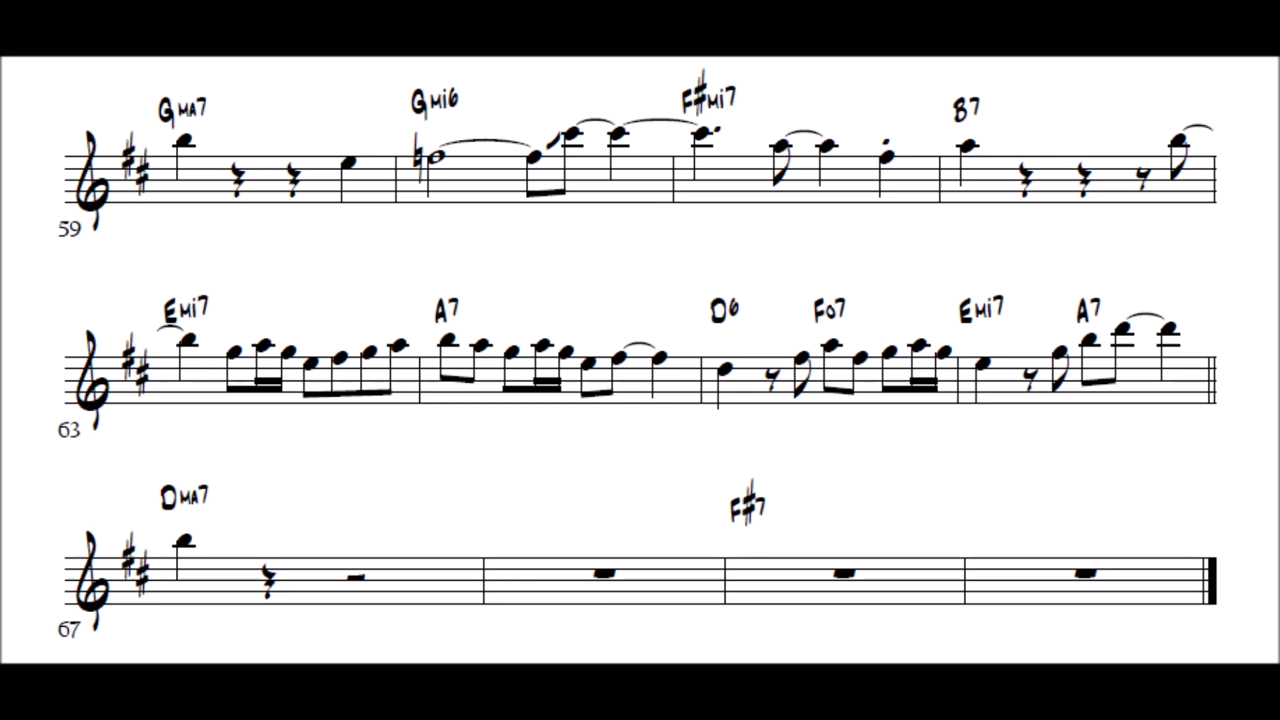 Gma7 Gmi6 F#mi7 B7
59
Emi7 A7 D6 Fo7 Emi7 A7
63
Dma7 F#7
67